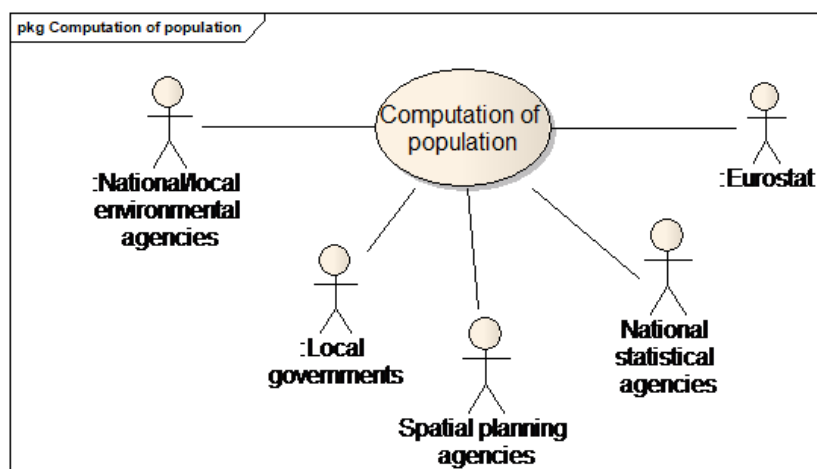 pkg Computation of population
Computation of
population
:National/local
environmental
agencies
:Eurostat
:Local
governments
National
statistical
agencies
Spatial planning
agencies